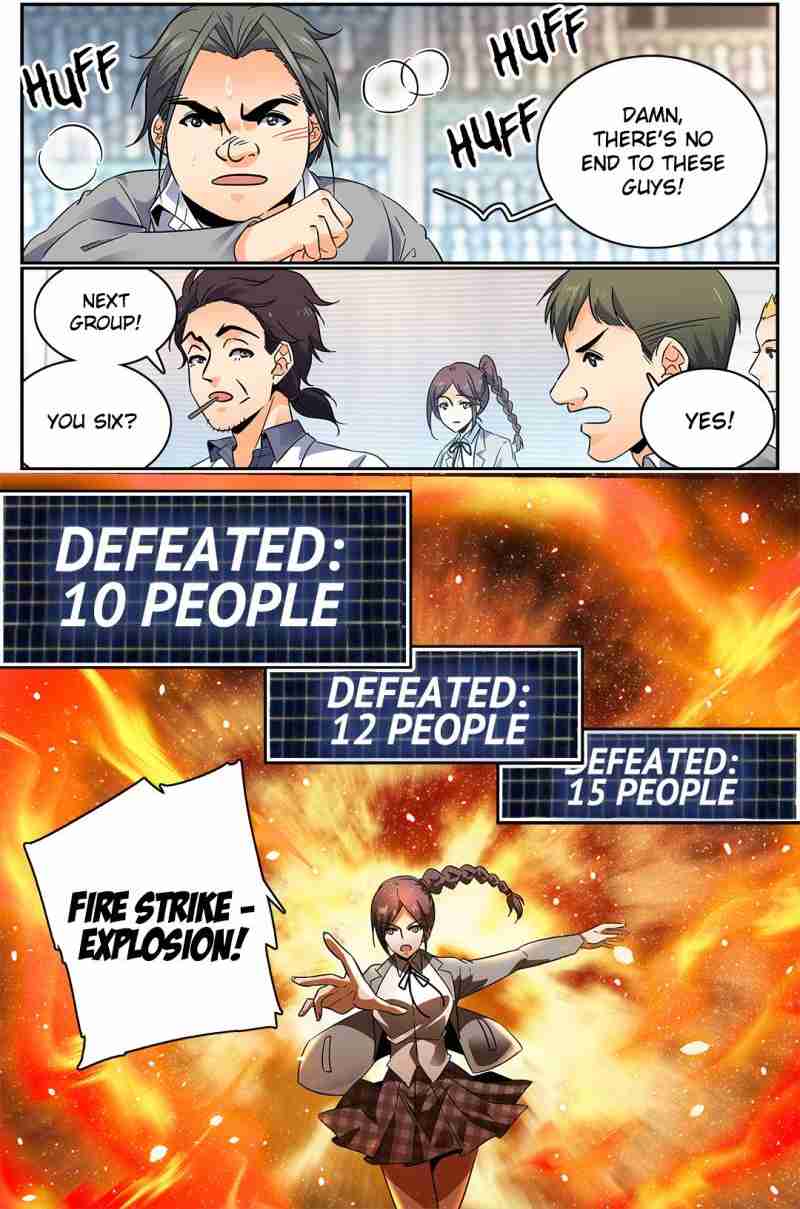 HUFF
HUFF
HUFF
DAMN,
THERE'S NO
END TO THESE
GUYS!
NEXT
GROUP!
YOU SIX?
YES!
DEFEATED:
10 PEOPLE
DEFEATED:
12 PEOPLE
DEFEATED:
15 PEOPLE
FIRE STRIKE -
EXPLOSION!